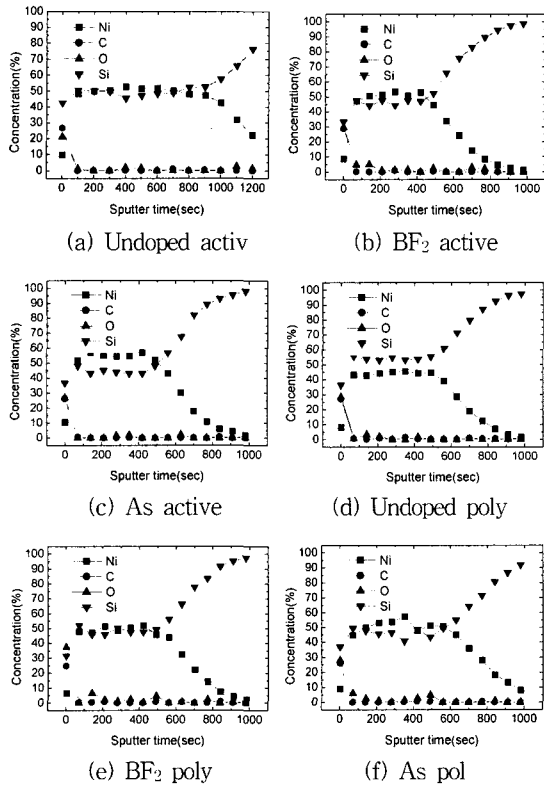 Concentration(%)
100
90
80
70
60
50
40
30
20
10
0
Ni
C
O
Si
0 200 400 600 800 1000 1200
Sputter time(sec)
(a) Undoped activ
Concentration(%)
100
90
80
70
60
50
40
30
20
10
0
Ni
C
O
Si
0 200 400 600 800 1000
Sputter time(sec)
(b) BF₂ active
Concentration(%)
100
90
80
70
60
50
40
30
20
10
0
Ni
C
O
Si
0 200 400 600 800 1000
Sputter time(sec)
(c) As active
Concentration(%)
100
90
80
70
60
50
40
30
20
10
0
Ni
C
O
Si
0 200 400 600 800 1000
Sputter time(sec)
(d) Undoped poly
Concentration(%)
100
90
80
70
60
50
40
30
20
10
0
Ni
C
O
Si
0 200 400 600 800 1000
Sputter time(sec)
(e) BF₂ poly
Concentration(%)
100
90
80
70
60
50
40
30
20
10
0
Ni
C
O
Si
0 200 400 600 800 1000
Sputter time(sec)
(f) As pol